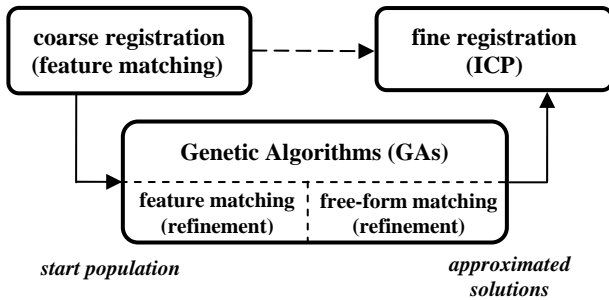 coarse registration
(feature matching)
fine registration
(ICP)
Genetic Algorithms (GAs)
feature matching
(refinement)
free-form matching
(refinement)
start population
approximated
solutions